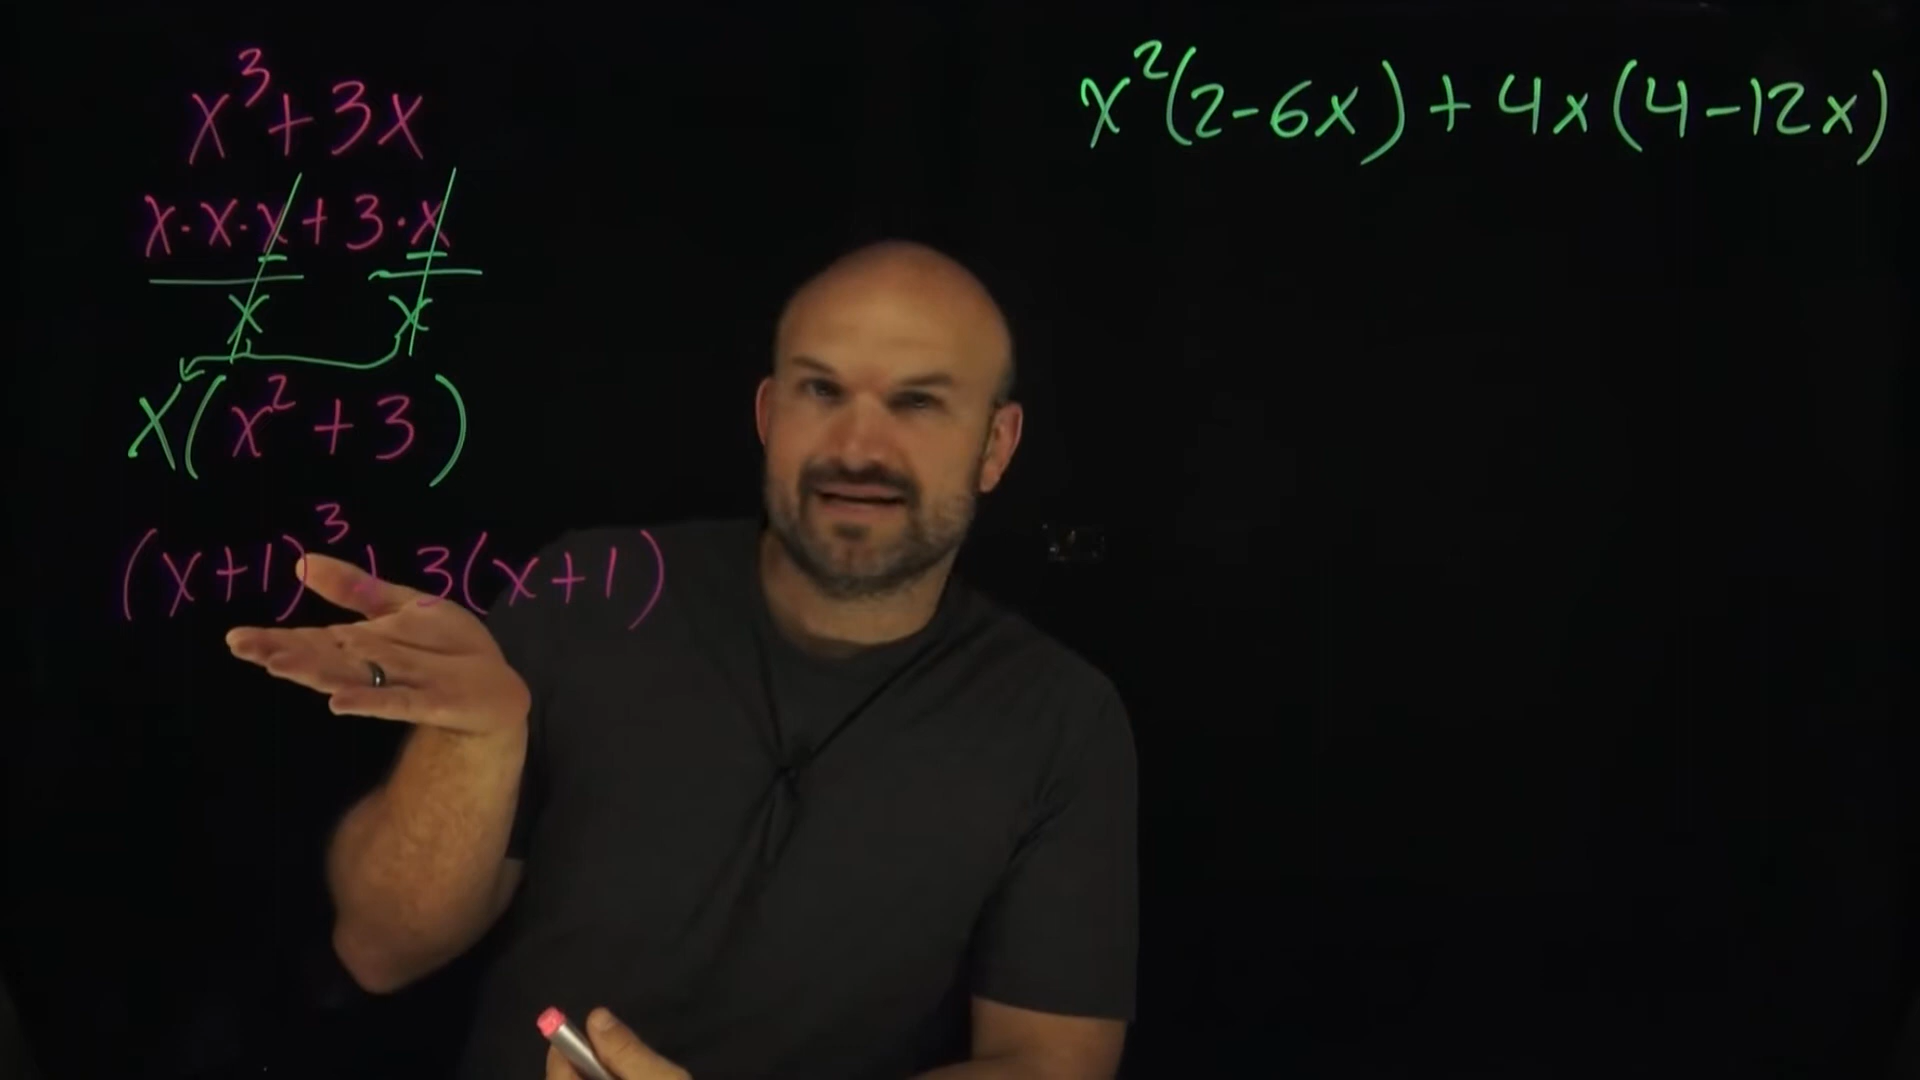 x³+3x
x·x·x+3·x
x x
x(x²+3)
(x+1)³+3(x+1)
x²(2-6x)+4x(4-12x)